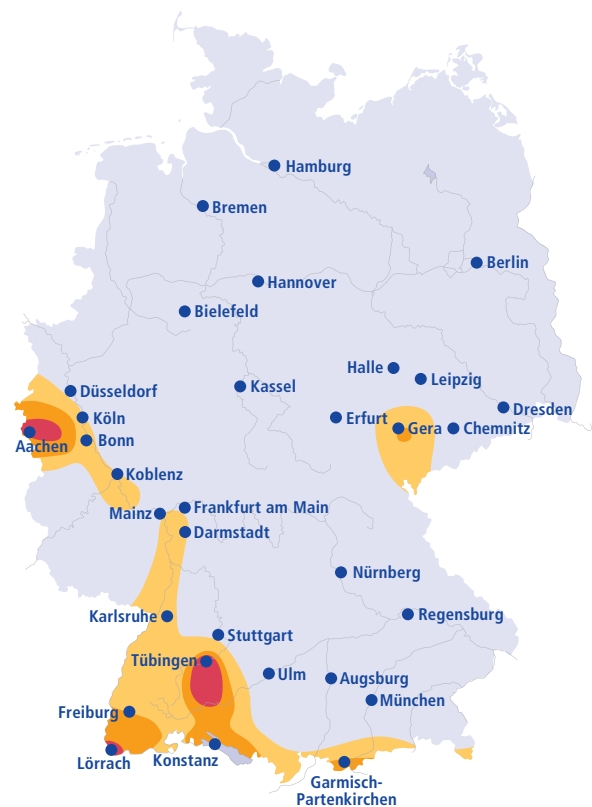 Hamburg
Bremen
Berlin
Hannover
Bielefeld
Halle
Leipzig
Kassel
Düsseldorf
Dresden
Köln
Erfurt
Gera
Chemnitz
Aachen
Bonn
Koblenz
Mainz
Frankfurt am Main
Darmstadt
Nürnberg
Karlsruhe
Regensburg
Stuttgart
Tübingen
Ulm
Augsburg
München
Freiburg
Lörrach
Konstanz
Garmisch-
Partenkirchen